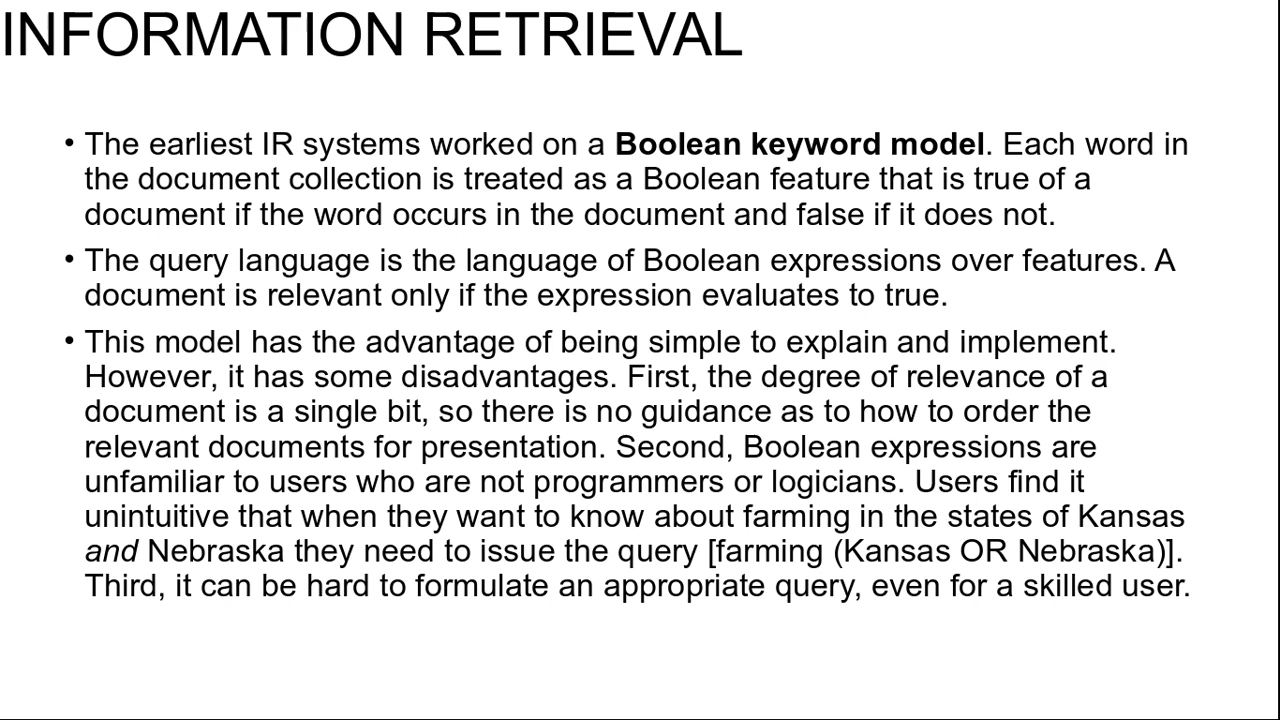 INFORMATION RETRIEVAL
• The earliest IR systems worked on a Boolean keyword model. Each word in
the document collection is treated as a Boolean feature that is true of a
document if the word occurs in the document and false if it does not.
• The query language is the language of Boolean expressions over features. A
document is relevant only if the expression evaluates to true.
• This model has the advantage of being simple to explain and implement.
However, it has some disadvantages. First, the degree of relevance of a
document is a single bit, so there is no guidance as to how to order the
relevant documents for presentation. Second, Boolean expressions are
unfamiliar to users who are not programmers or logicians. Users find it
unintuitive that when they want to know about farming in the states of Kansas
and Nebraska they need to issue the query [farming (Kansas OR Nebraska)].
Third, it can be hard to formulate an appropriate query, even for a skilled user.